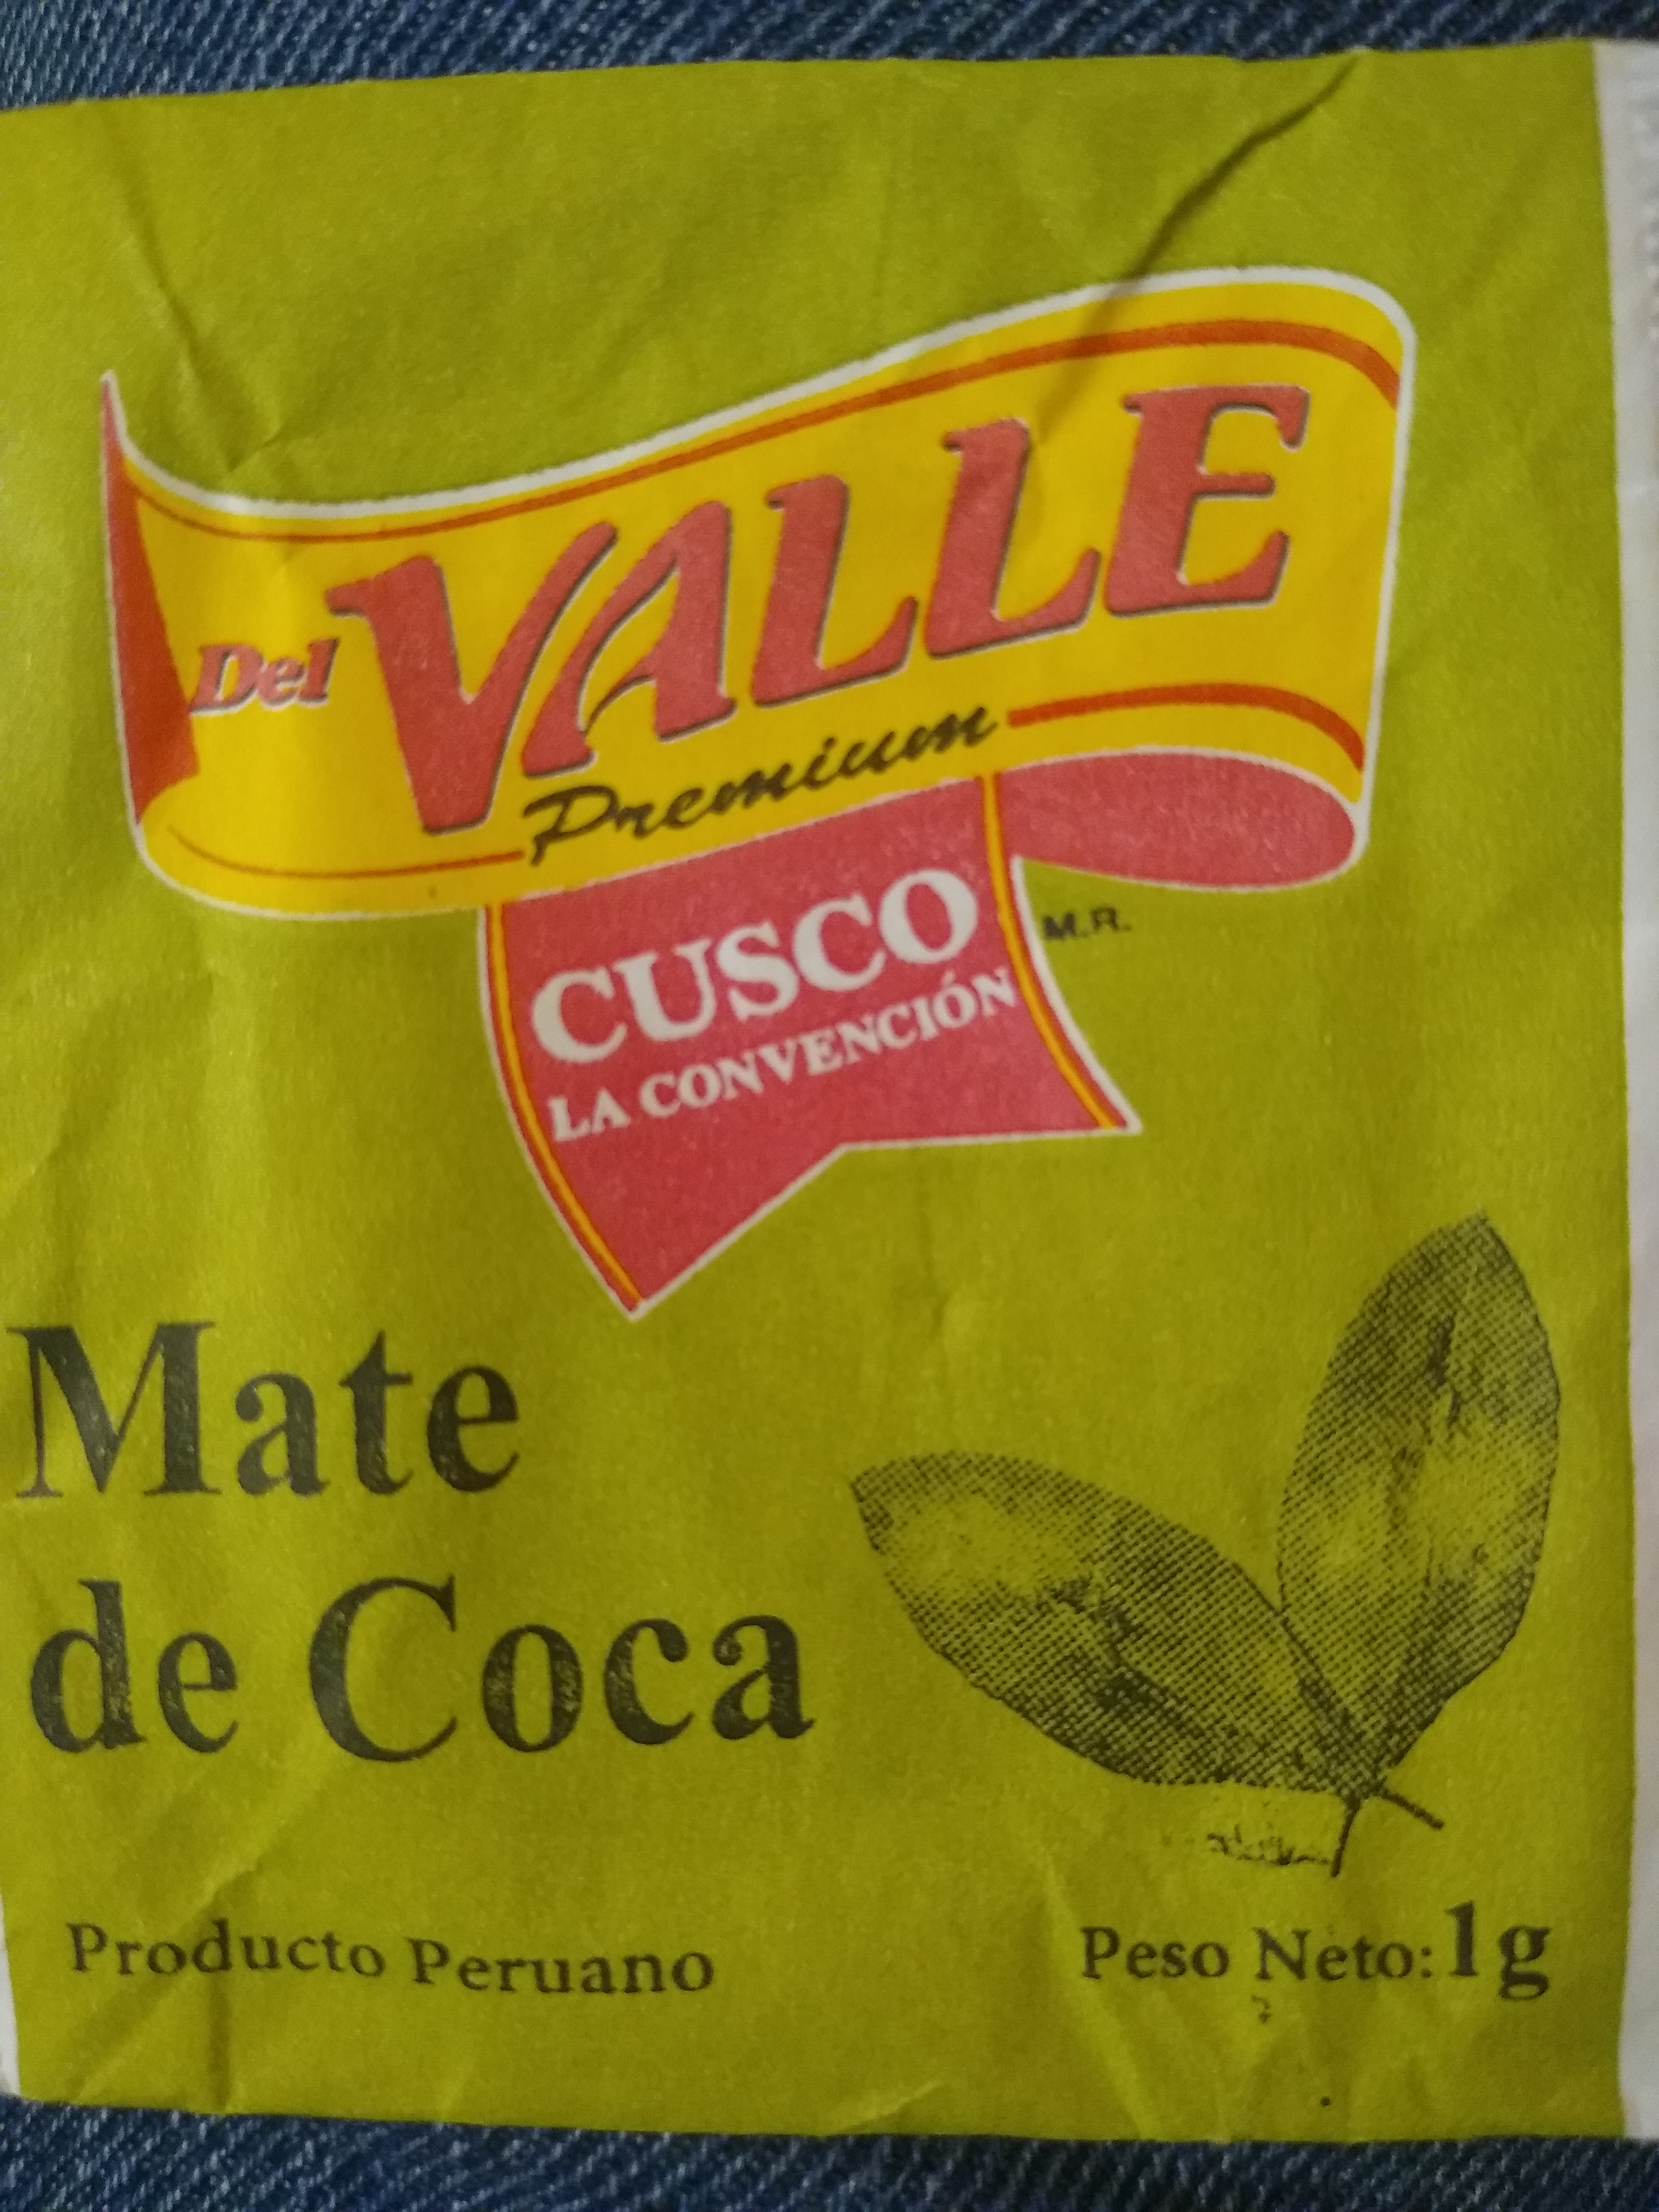 Del VALLE
Premium
CUSCO
LA CONVENCIÓN
M.R.
Mate
de Coca
Producto Peruano
Peso Neto: 1g